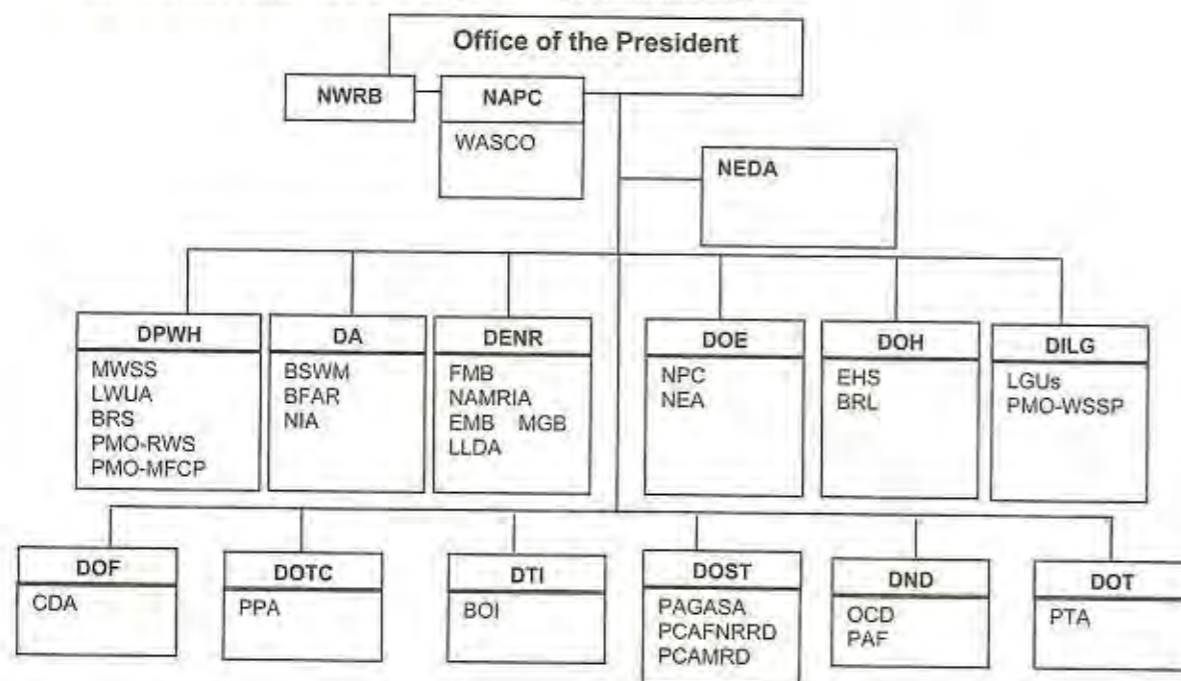 Office of the President
NWRB
NAPC
WASCO
NEDA
DPWH
MWSS
LWUA
BRS
PMO-RWS
PMO-MFCP
DA
BSWM
BFAR
NIA
DENR
FMB
NAMRIA
EMB MGB
LLDA
DOE
NPC
NEA
DOH
EHS
BRL
DILG
LGUs
PMO-WSSP
DOF
CDA
DOTC
PPA
DTI
BOI
DOST
PAGASA
PCAFNRRD
PCAMRD
DND
OCD
PAF
DOT
PTA